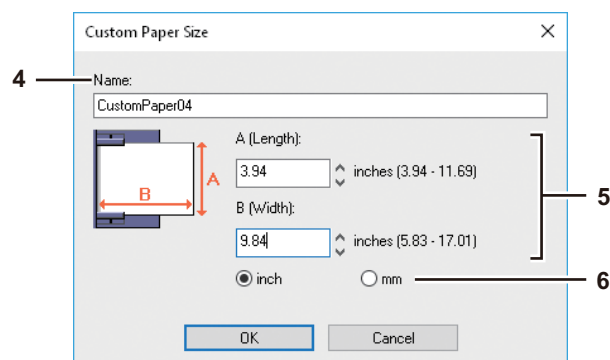 Custom Paper Size
4
Name:
CustomPaper04
A (Length):
3.94 inches (3.94 - 11.69)
A
B
5
B (Width):
9.84 inches (5.83 - 17.01)
inch mm
6
OK Cancel